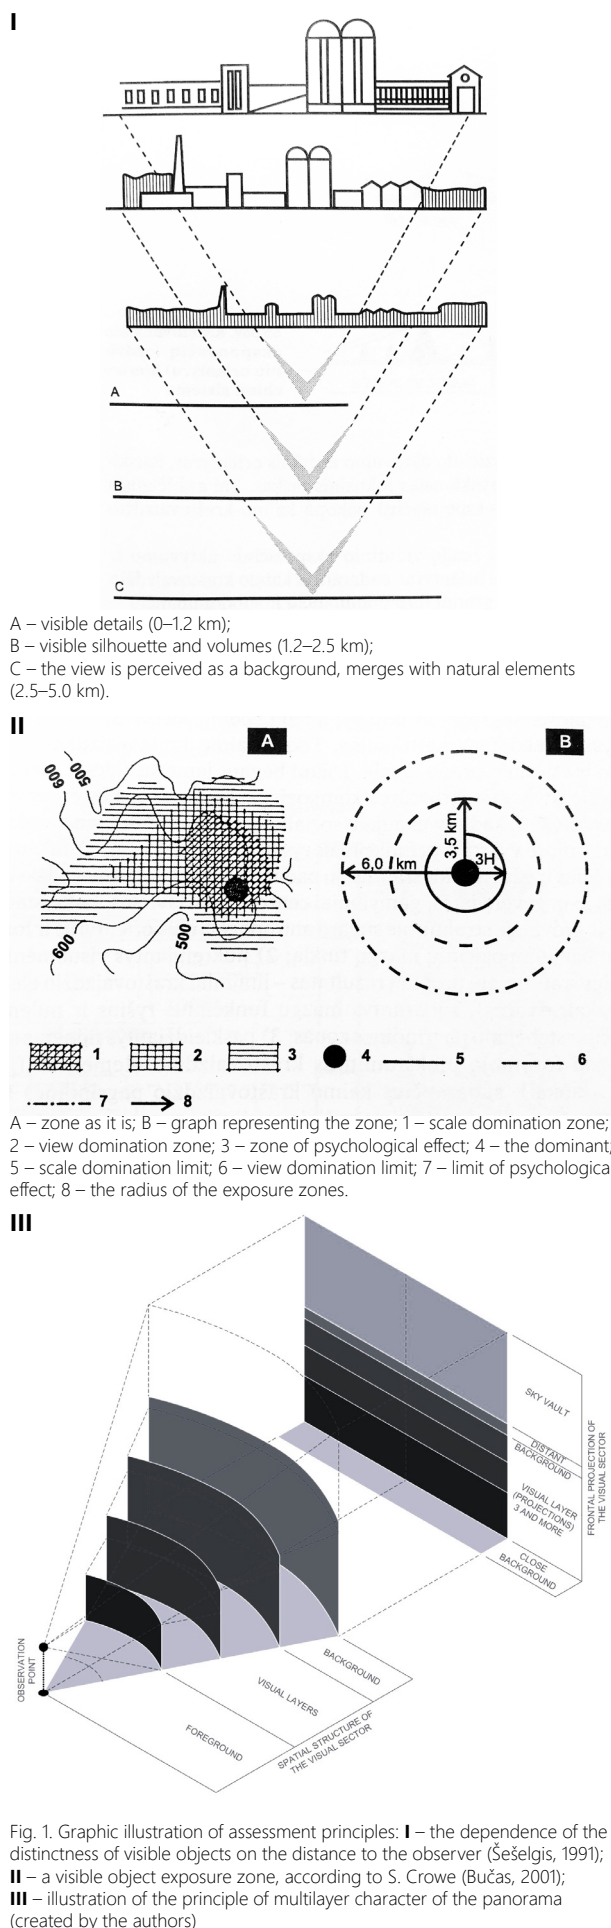 I
A
B
C
A – visible details (0–1.2 km);
B – visible silhouette and volumes (1.2–2.5 km);
C – the view is perceived as a background, merges with natural elements
(2.5–5.0 km).
II
A
B
600
500
600
500
3,5 km
6,0 / km
3H
1
2
3
4
5
6
7
8
A – zone as it is; B – graph representing the zone; 1 – scale domination zone;
2 – view domination zone; 3 – zone of psychological effect; 4 – the dominant;
5 – scale domination limit; 6 – view domination limit; 7 – limit of psychologica
effect; 8 – the radius of the exposure zones.
III
SKY VAULT
DISTANT
BACKGROUND
VISUAL LAYER
(PROJECTIONS)
3 AND MORE
CLOSE
BACKGROUND
FRONTAL PROJECTION OF
THE VISUAL SECTOR
OBSERVATION
POINT
BACKGROUND
VISUAL LAYERS
FOREGROUND
SPATIAL STRUCTURE OF
THE VISUAL SECTOR
Fig. 1. Graphic illustration of assessment principles: I – the dependence of the
distinctness of visible objects on the distance to the observer (Šešelgis, 1991);
II – a visible object exposure zone, according to S. Crowe (Bučas, 2001);
III – illustration of the principle of multilayer character of the panorama
(created by the authors)